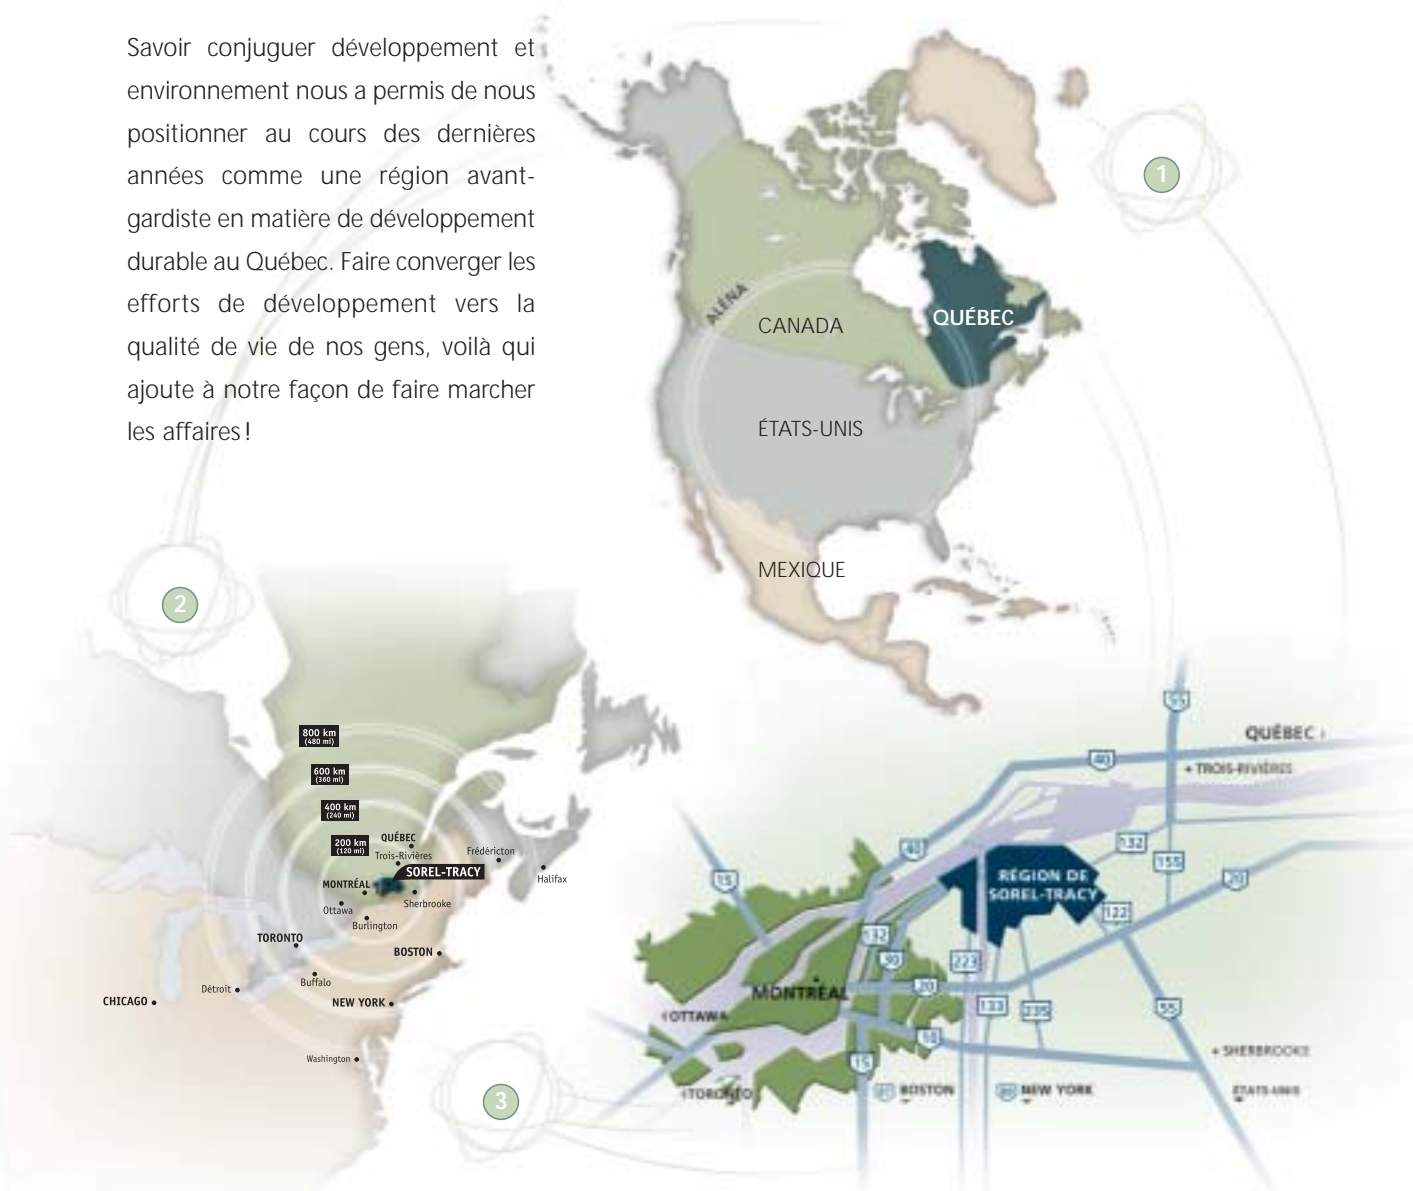 Savoir conjuguer développement et
environnement nous a permis de nous
positionner au cours des dernières
années comme une région avant-
gardiste en matière de développement
durable au Québec. Faire converger les
efforts de développement vers la
qualité de vie de nos gens, voilà qui
ajoute à notre façon de faire marcher
les affaires !
1
ALÉNA
CANADA
QUÉBEC
ÉTATS-UNIS
MEXIQUE
2
800 km
(480 mi)
600 km
(360 mi)
400 km
(240 mi)
200 km
(120 mi)
QUÉBEC
Trois-Rivières
Frédéricton
SOREL-TRACY
Halifax
MONTRÉAL
Sherbrooke
Ottawa
Burlington
TORONTO
BOSTON
Buffalo
Détroit
CHICAGO
NEW YORK
Washington
3
55
QUÉBEC
40
TROIS-RIVIÈRES
132
40
155
20
15
RÉGION DE
SOREL-TRACY
122
132
30
223
20
MONTRÉAL
133
235
55
OTTAWA
10
SHERBROOKE
15
BOSTON
NEW YORK
ÉTATS-UNIS
TORONTO